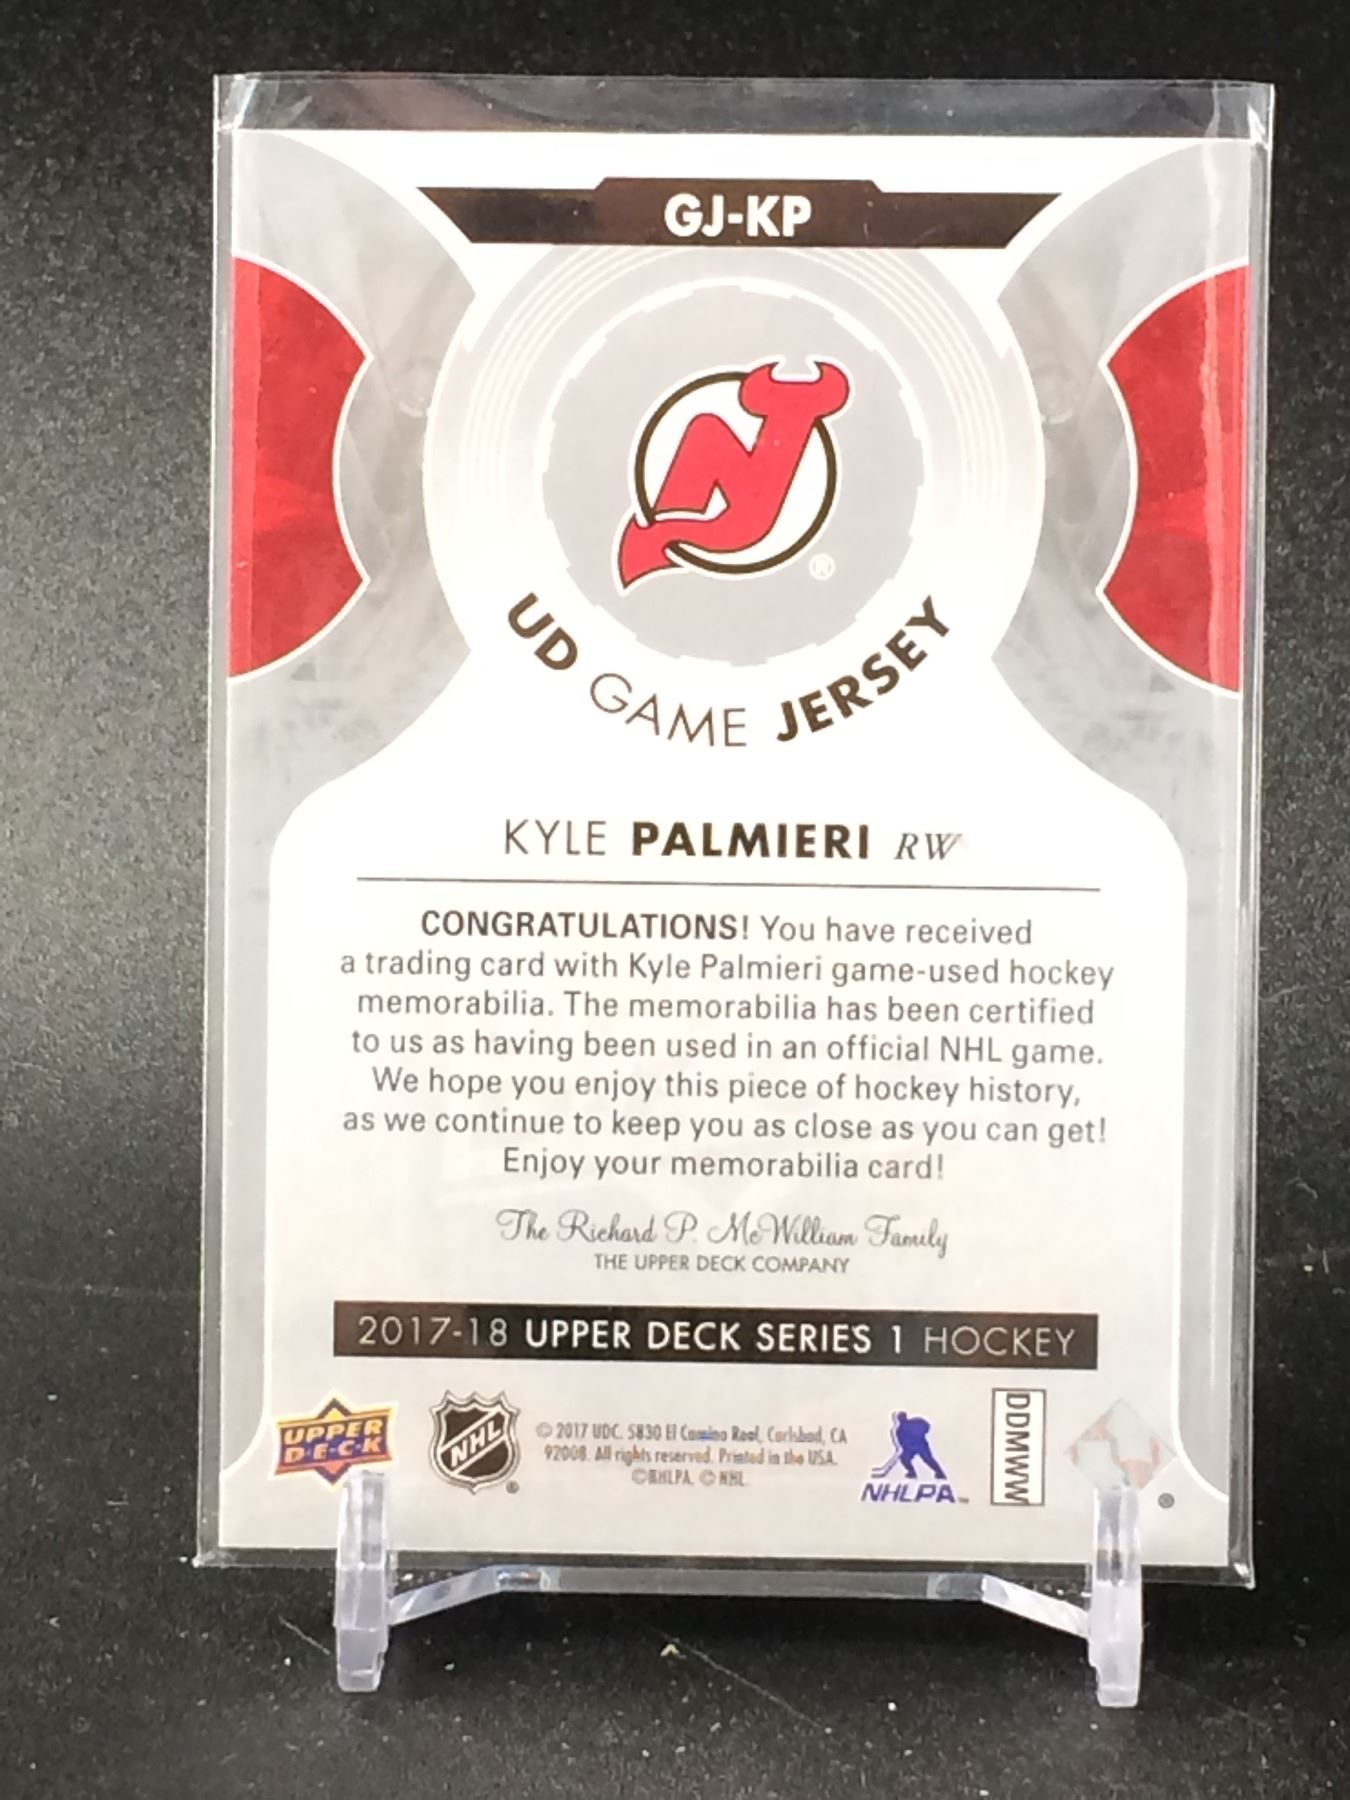 GJ-KP
UD GAME JERSEY
KYLE PALMIERI RW
CONGRATULATIONS! You have received
a trading card with Kyle Palmieri game-used hockey
memorabilia. The memorabilia has been certified
to us as having been used in an official NHL game.
We hope you enjoy this piece of hockey history,
as we continue to keep you as close as you can get!
Enjoy your memorabilia card!
The Richard P. McWilliam Family
THE UPPER DECK COMPANY
2017-18 UPPER DECK SERIES 1 HOCKEY
UPPER
D·E·C·K
NHL
© 2017 UDC. 5830 El Camino Real, Carlsbad, CA
92008. All rights reserved. Printed in the USA.
©NHLPA. © NHL.
NHLPA™
DDMWW